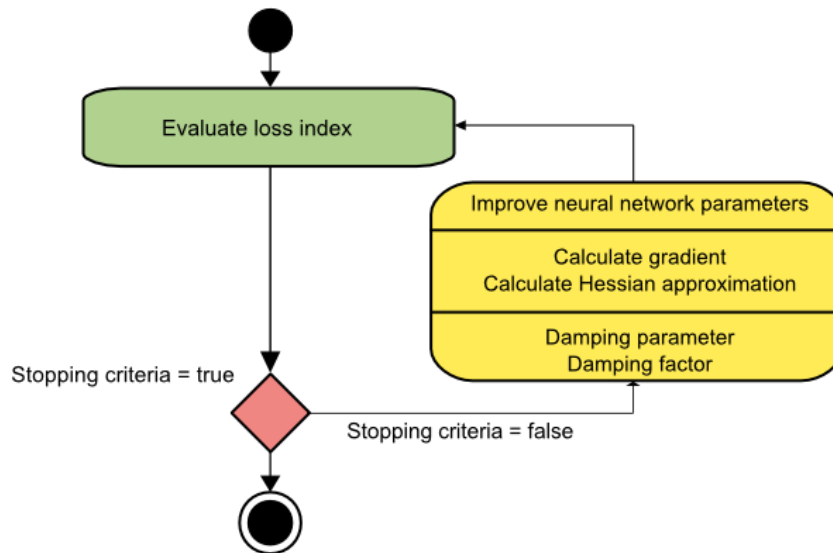 Evaluate loss index
Improve neural network parameters
Calculate gradient
Calculate Hessian approximation
Damping parameter
Damping factor
Stopping criteria = true
Stopping criteria = false